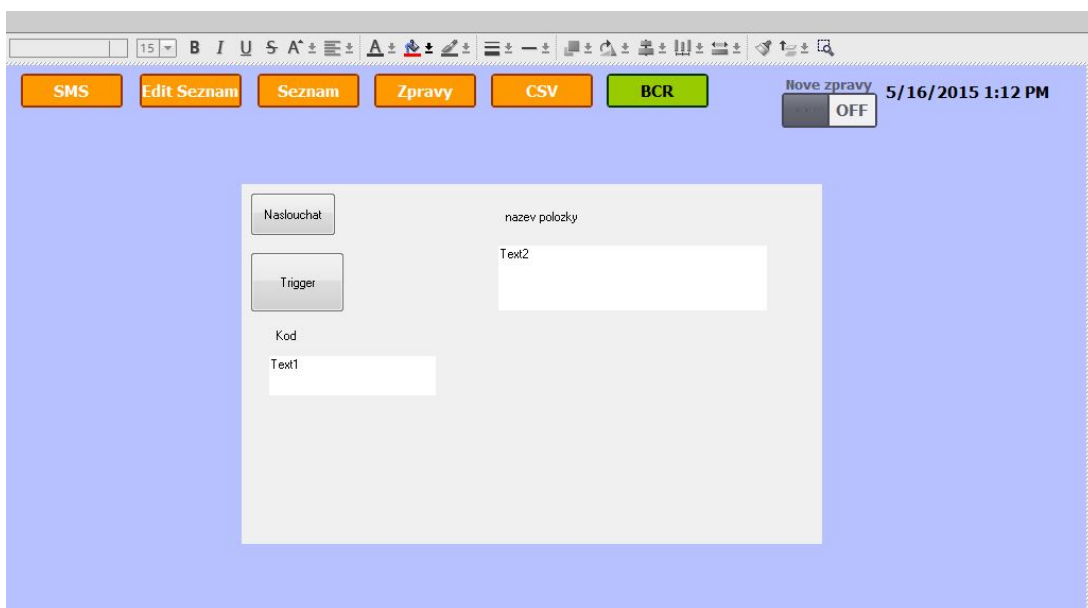 15 B I U S A A
SMS Edit Seznam Seznam Zpravy CSV BCR Nove zpravy 5/16/2015 1:12 PM
OFF
Naslouchat nazev polozky
Text2
Trigger
Kod
Text1